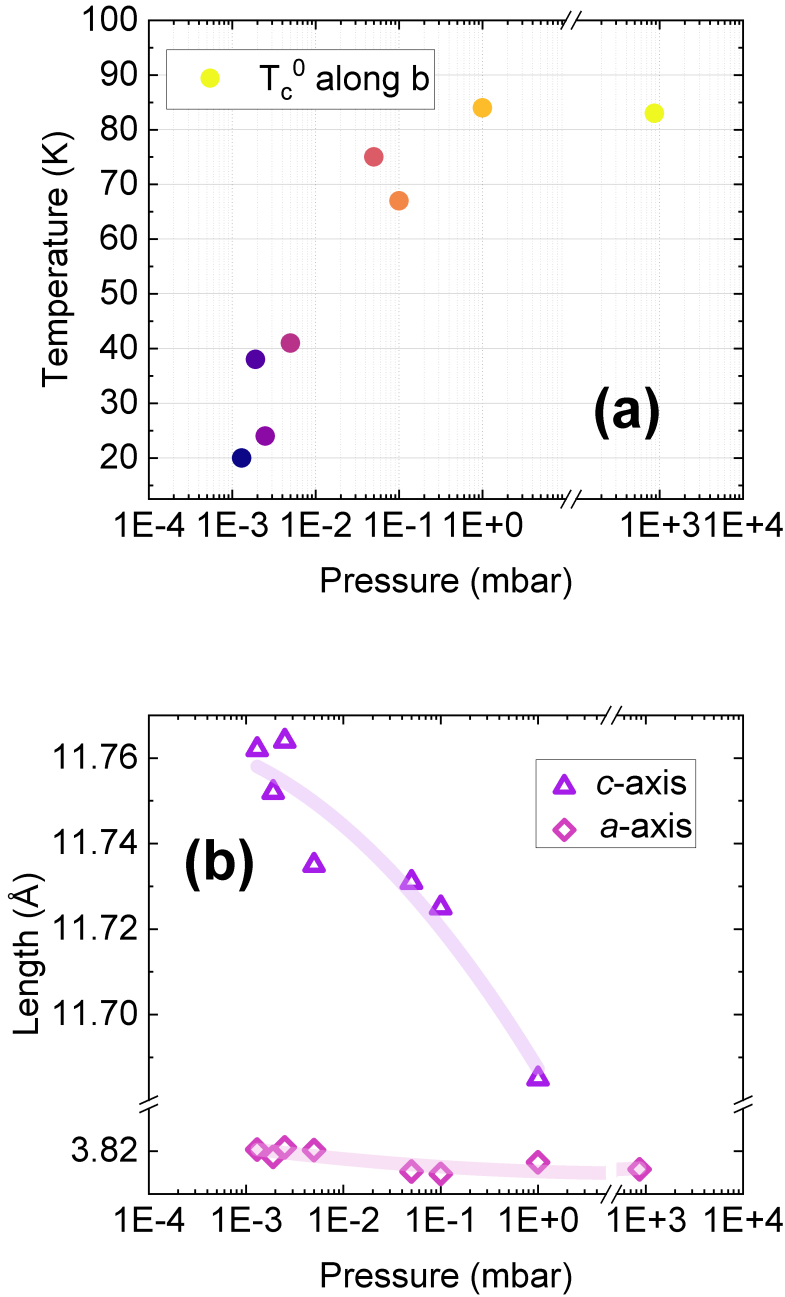 100
90
80
70
60
50
40
30
20
Temperature (K)
T_c^0 along b
(a)
1E-4 1E-3 1E-2 1E-1 1E+0 1E+3 1E+4
Pressure (mbar)
11.76
11.74
11.72
11.70
3.82
Length (Å)
c-axis
a-axis
(b)
1E-4 1E-3 1E-2 1E-1 1E+0 1E+3 1E+4
Pressure (mbar)